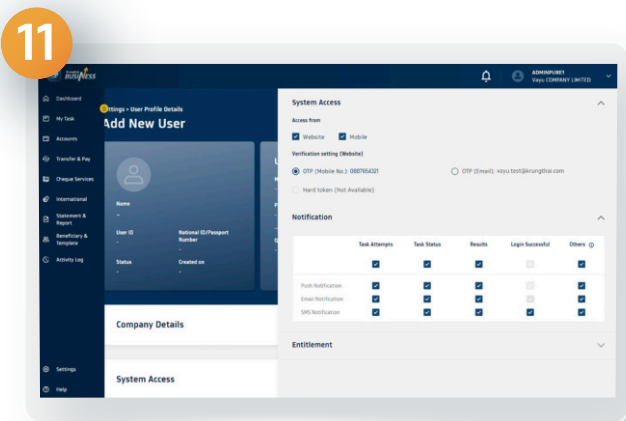 11
Krungthai
BUSINESS
ADMINPURE1
Vayu COMPANY LIMITED
Dashboard
My Task
Accounts
Transfer & Pay
Cheque Services
International
Statement &
Report
Beneficiary &
Template
Activity Log
Settings
Help
ttings > User Profile Details
Add New User
Name
-
User ID
-
National ID/Passport
Number
-
Status
-
Created on
-
Company Details
System Access
System Access
Access from
Website
Mobile
Verification setting (Website)
OTP (Mobile No.) 0887654321
OTP (Email): vayu.test@krungthai.com
Hard token (Not Available)
Notification
Task Attempts Task Status Results Login Successful Others
Push Notification
Email Notification
SMS Notification
Entitlement